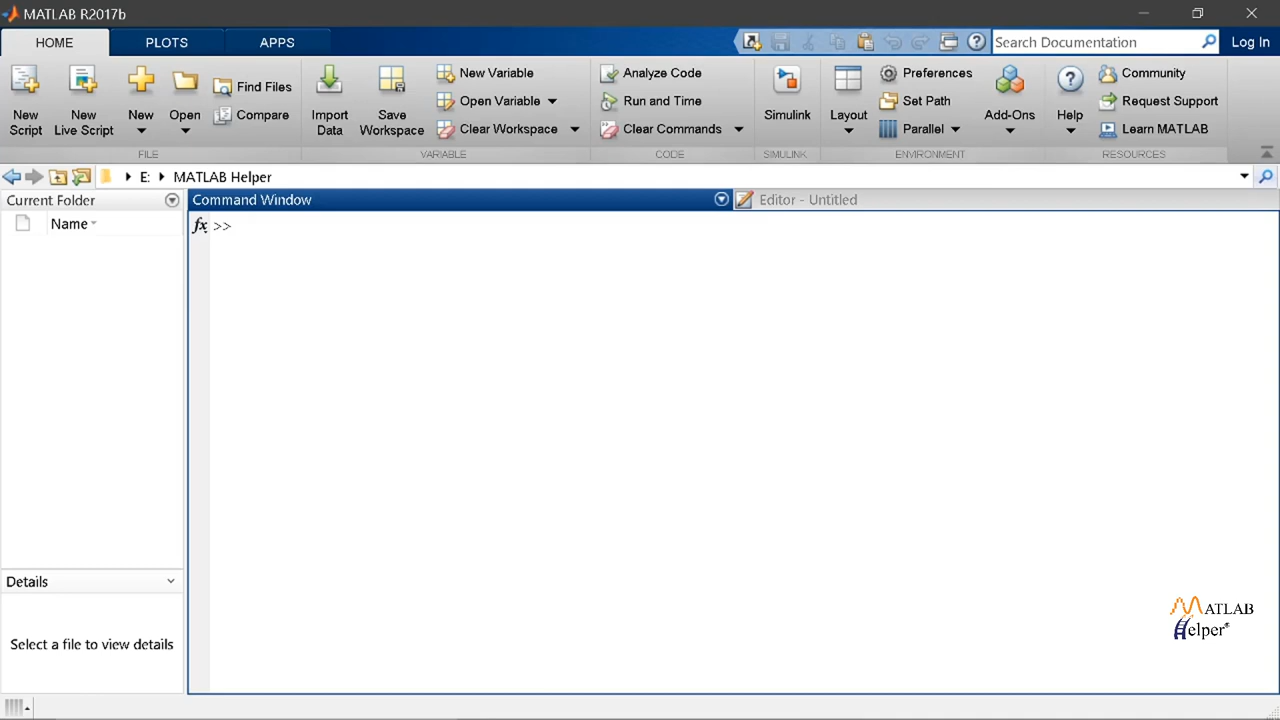 MATLAB R2017b
HOME
PLOTS
APPS
Search Documentation
Log In
New Script
New Live Script
New
Open
Find Files
Compare
FILE
Import Data
Save Workspace
New Variable
Open Variable
Clear Workspace
VARIABLE
Analyze Code
Run and Time
Clear Commands
CODE
Simulink
SIMULINK
Layout
Preferences
Set Path
Parallel
Add-Ons
ENVIRONMENT
Help
Community
Request Support
Learn MATLAB
RESOURCES
E: MATLAB Helper
Current Folder
Name
Command Window
Editor - Untitled
fx >>
Details
Select a file to view details
MATLAB
Helper®